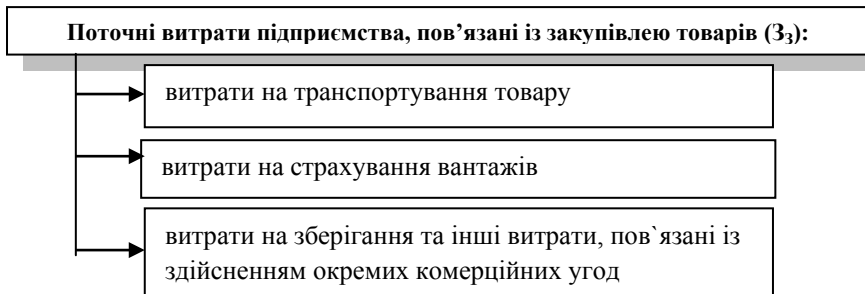 Поточні витрати підприємства, пов’язані із закупівлею товарів (З₃):
витрати на транспортування товару
витрати на страхування вантажів
витрати на зберігання та інші витрати, пов`язані із
здійсненням окремих комерційних угод